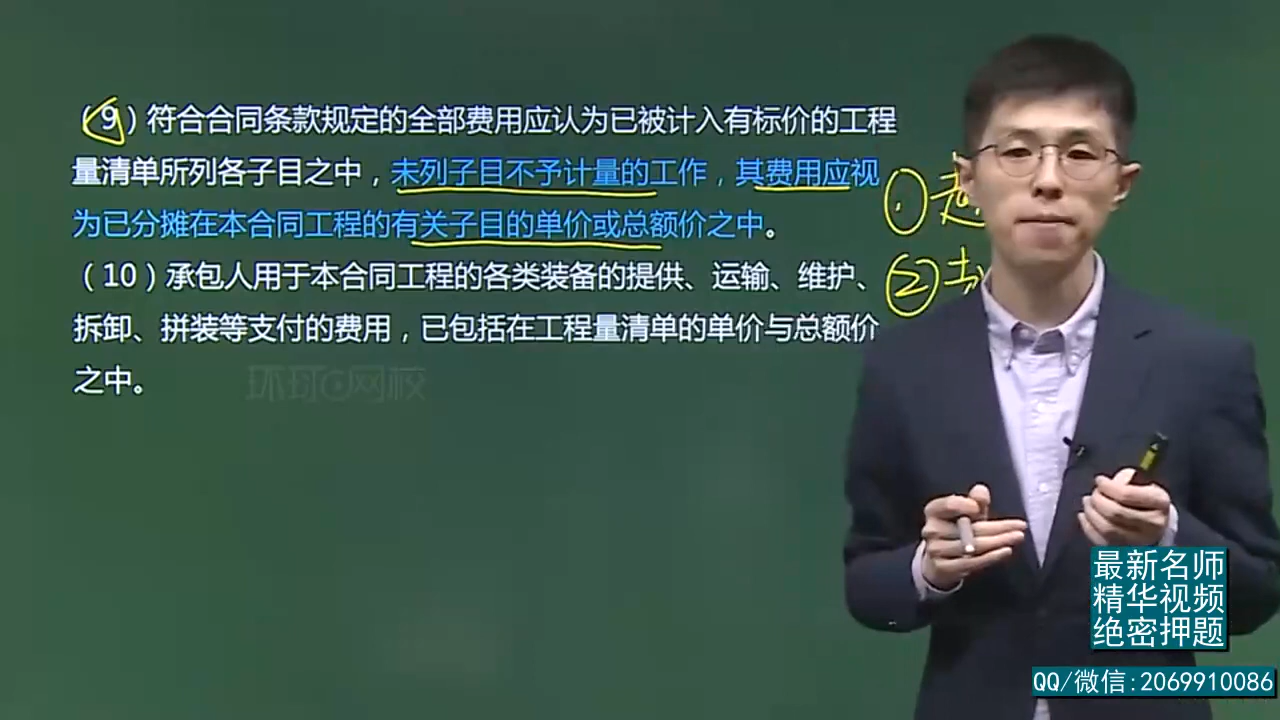 （9）符合合同条款规定的全部费用应认为已被计入有标价的工程
量清单所列各子目之中，未列子目不予计量的工作，其费用应视
为已分摊在本合同工程的有关子目的单价或总额价之中。
（10）承包人用于本合同工程的各类装备的提供、运输、维护、
拆卸、拼装等支付的费用，已包括在工程量清单的单价与总额价
之中。
环球网校
①
②
最新名师
精华视频
绝密押题
QQ/微信:2069910086